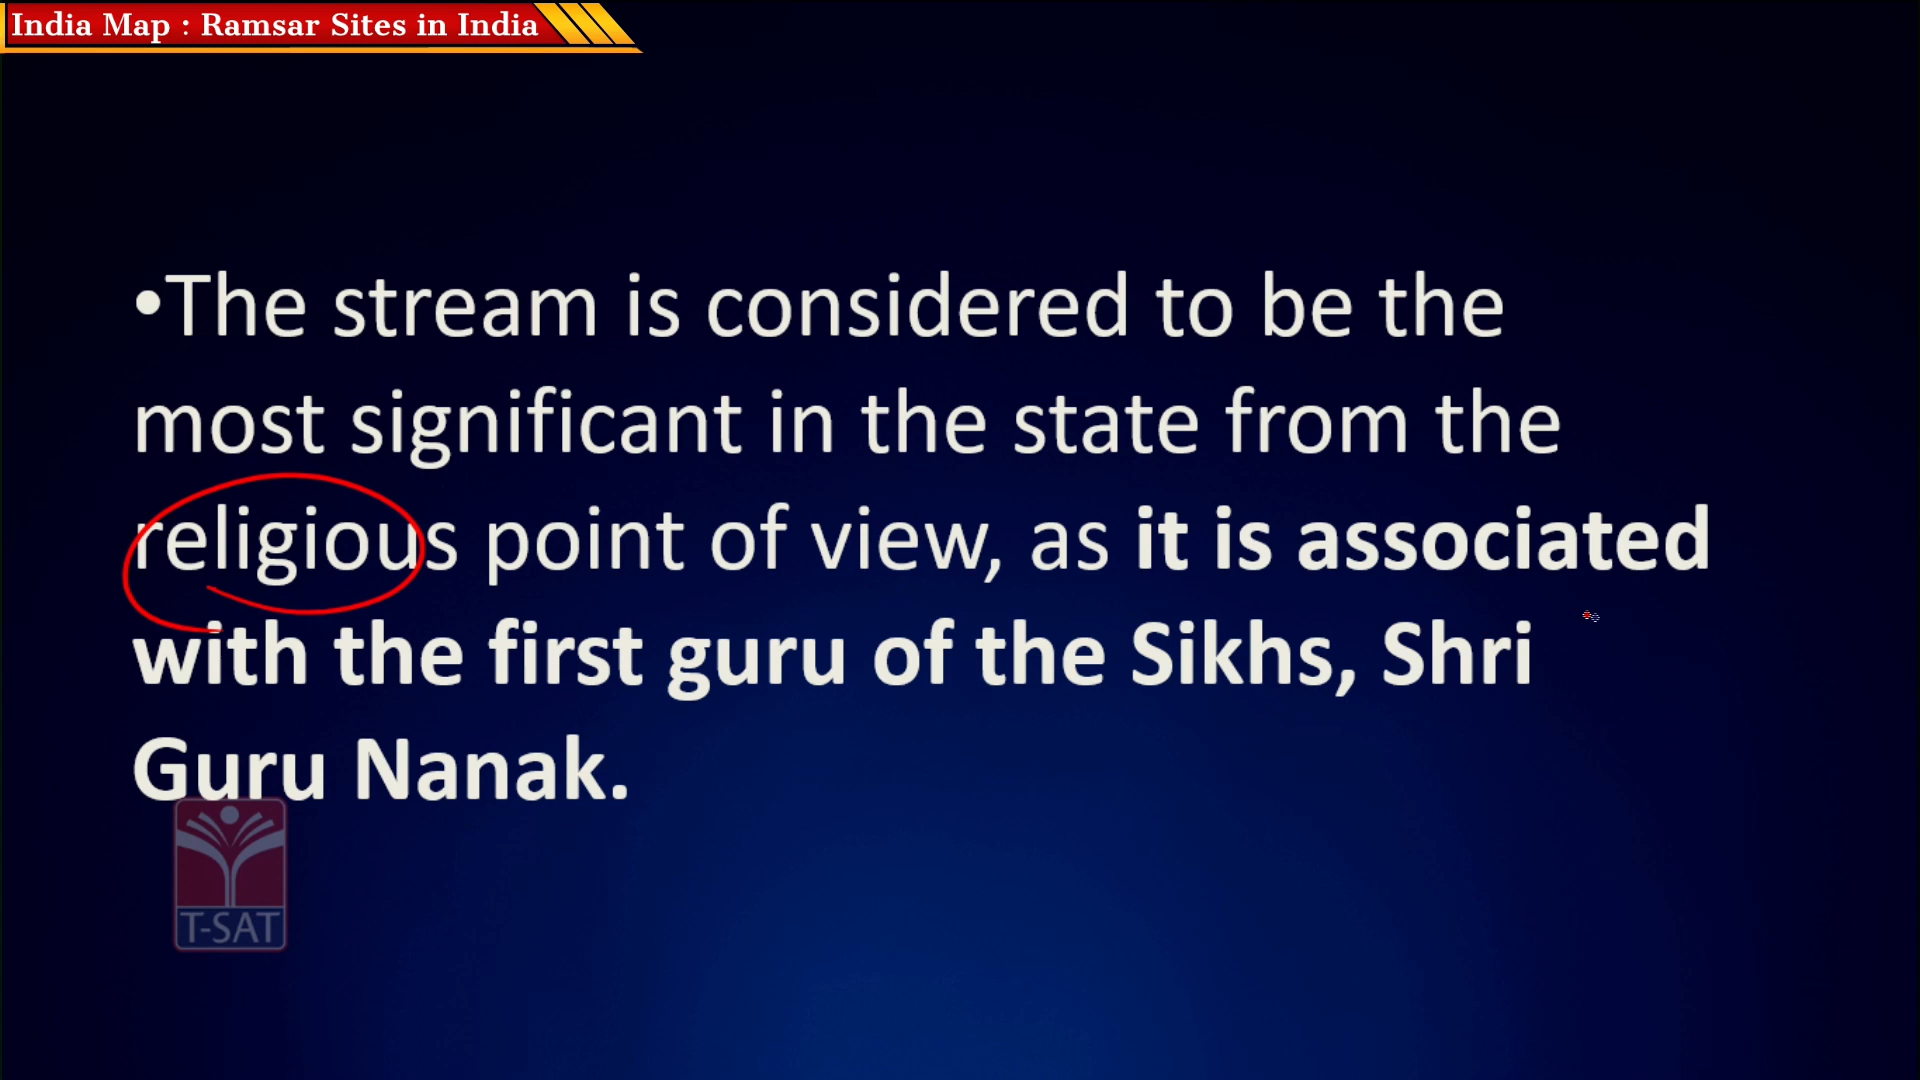 India Map : Ramsar Sites in India
•The stream is considered to be the
most significant in the state from the
religious point of view, as it is associated
with the first guru of the Sikhs, Shri
Guru Nanak.
T-SAT